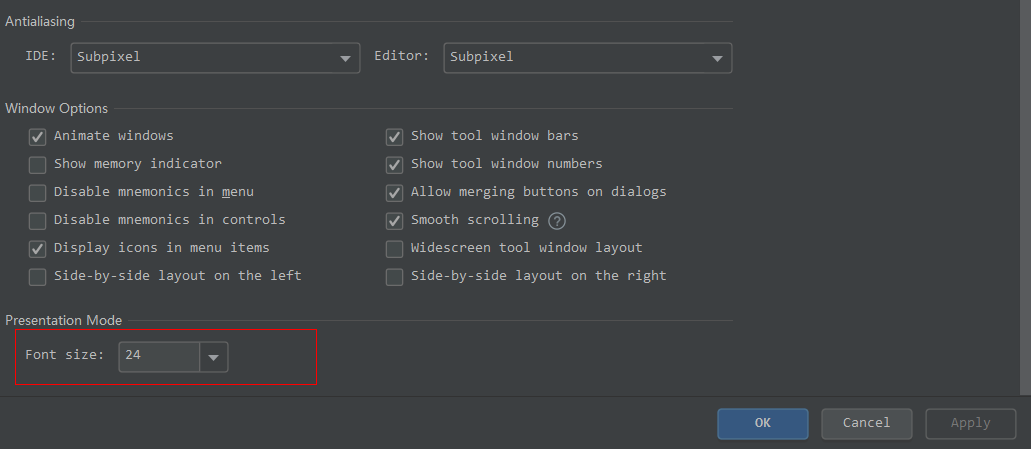 Antialiasing
IDE: Subpixel Editor: Subpixel
Window Options
Animate windows Show tool window bars
Show memory indicator Show tool window numbers
Disable mnemonics in menu Allow merging buttons on dialogs
Disable mnemonics in controls Smooth scrolling ?
Display icons in menu items Widescreen tool window layout
Side-by-side layout on the left Side-by-side layout on the right
Presentation Mode
Font size: 24
OK Cancel Apply